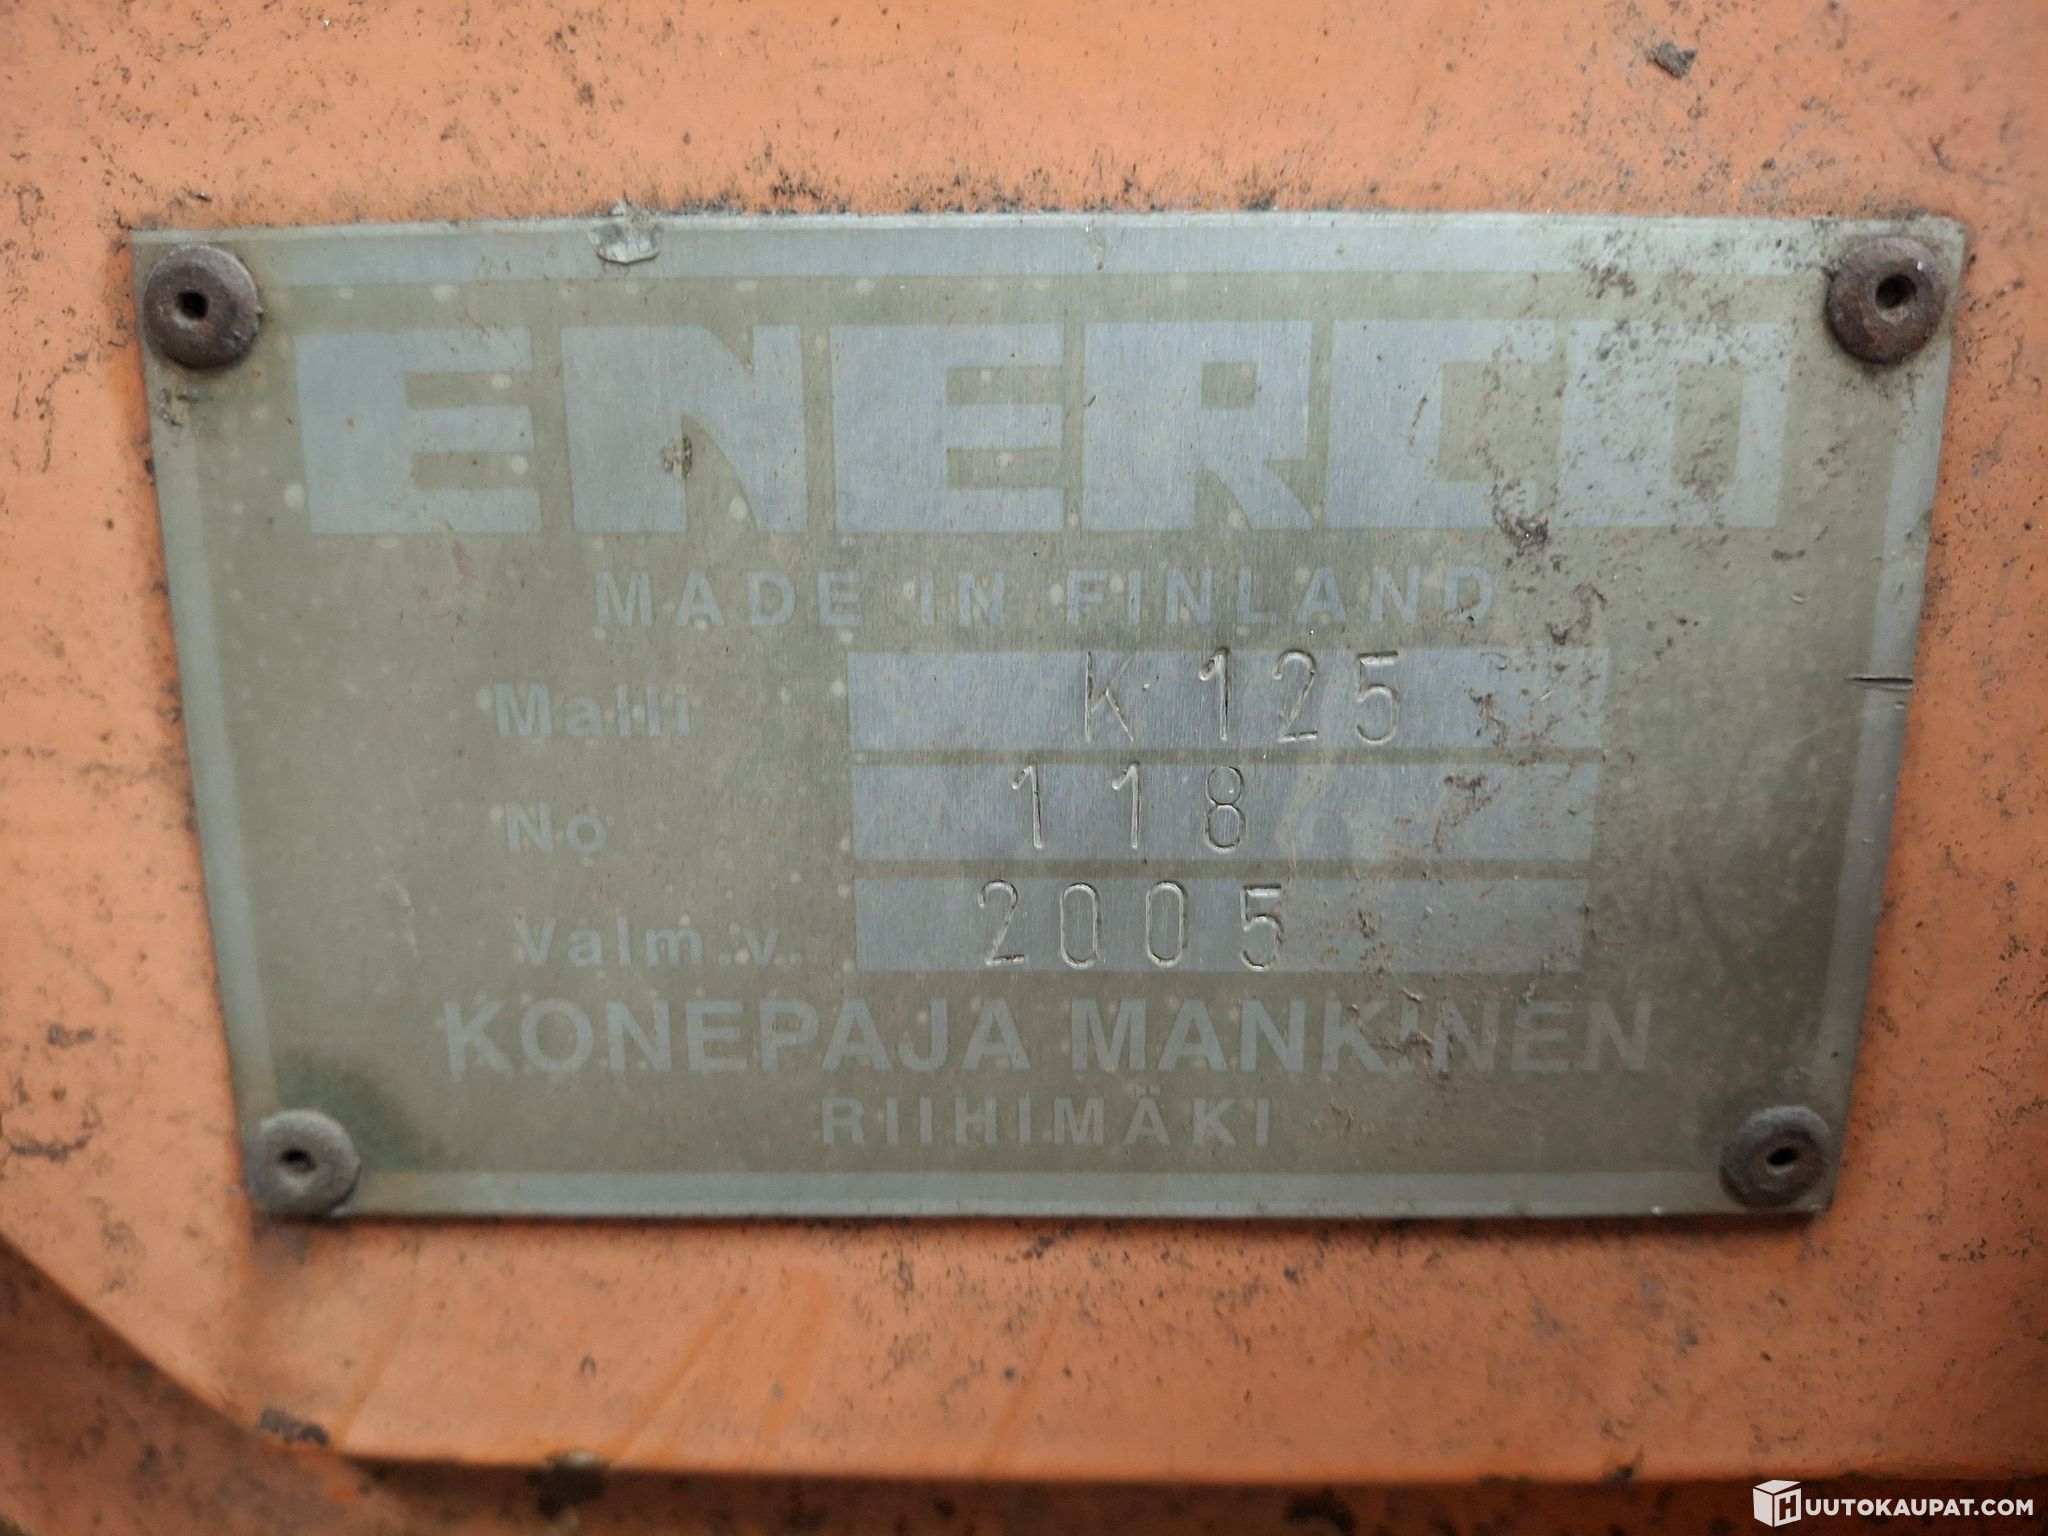 ENERCO
MADE IN FINLAND
Malli K 125
No 118
Valm.v. 2005
KONEPAJA MANKINEN
RIIHIMÄKI
HUUTOKAUPAT.COM